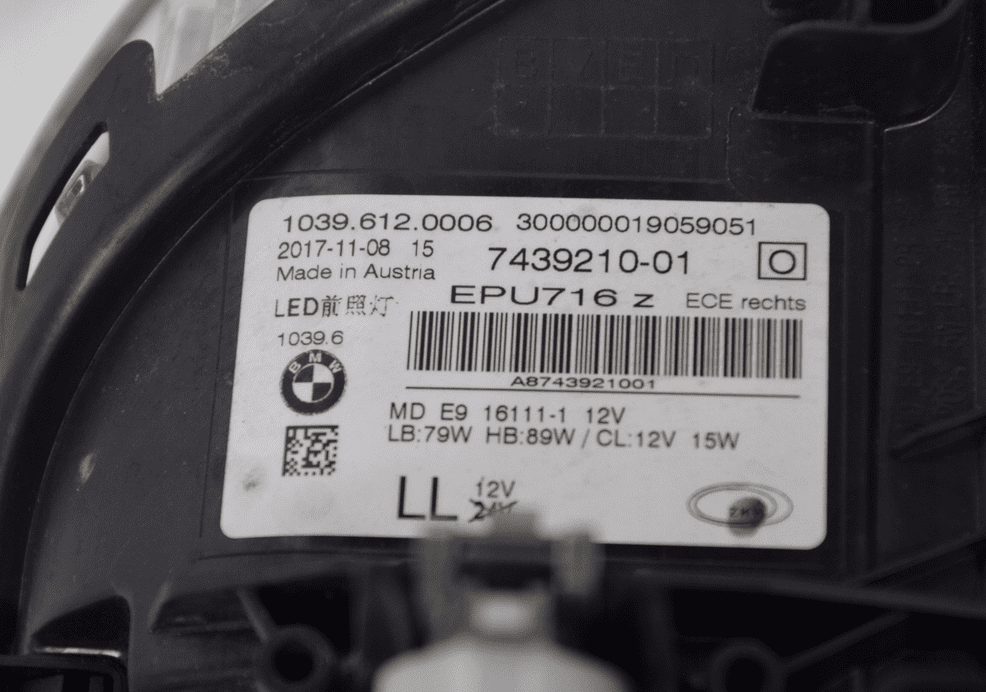 1039.612.0006 300000019059051
2017-11-08 15 7439210-01 O
Made in Austria
EPU716 z ECE rechts
LED前照灯
1039.6
BMW
A8743921001
MD E9 16111-1 12V
LB:79W HB:89W / CL:12V 15W
LL 12V
24V